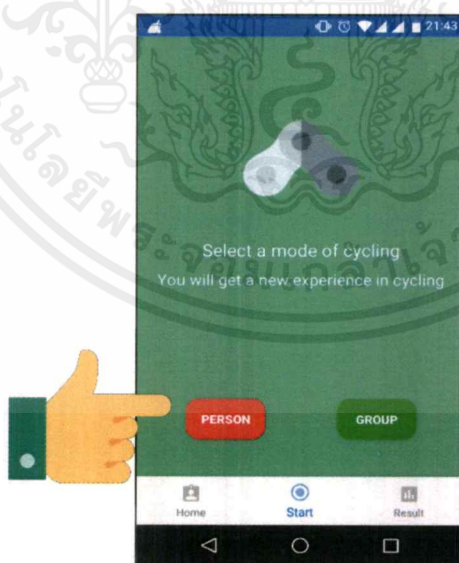 21:43
Select a mode of cycling
You will get a new experience in cycling
PERSON
GROUP
Home
Start
Result